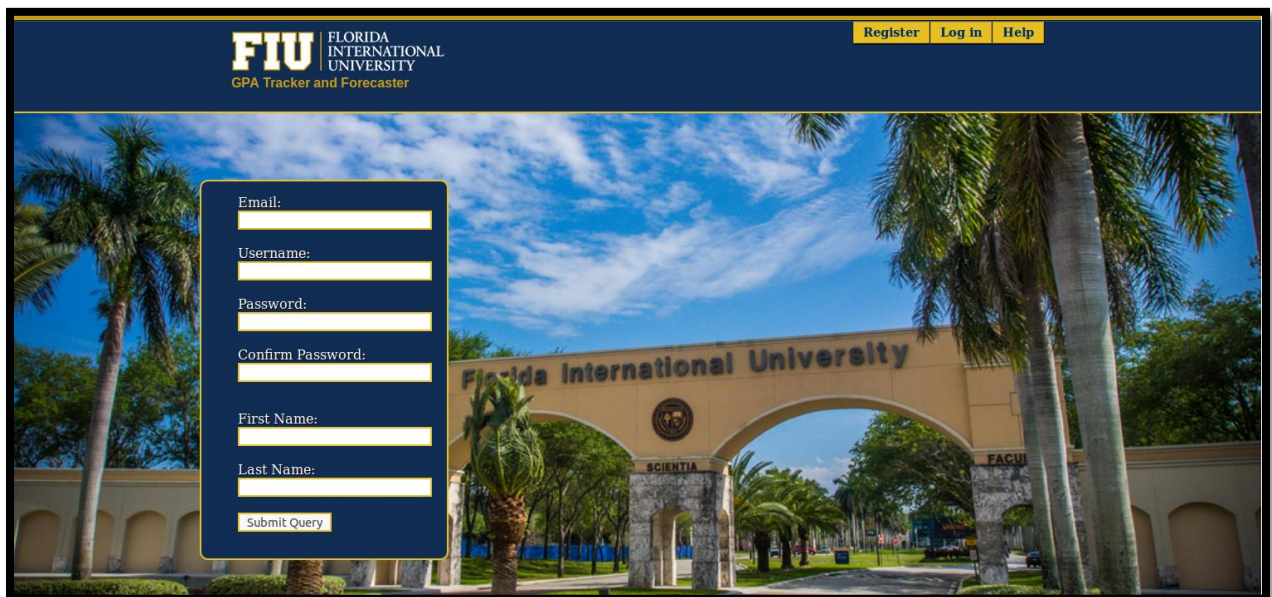 FIU
FLORIDA
INTERNATIONAL
UNIVERSITY
GPA Tracker and Forecaster
Register Log in Help
Email:
Username:
Password:
Confirm Password:
First Name:
Last Name:
Submit Query
Florida International University
SCIENTIA
FACUL